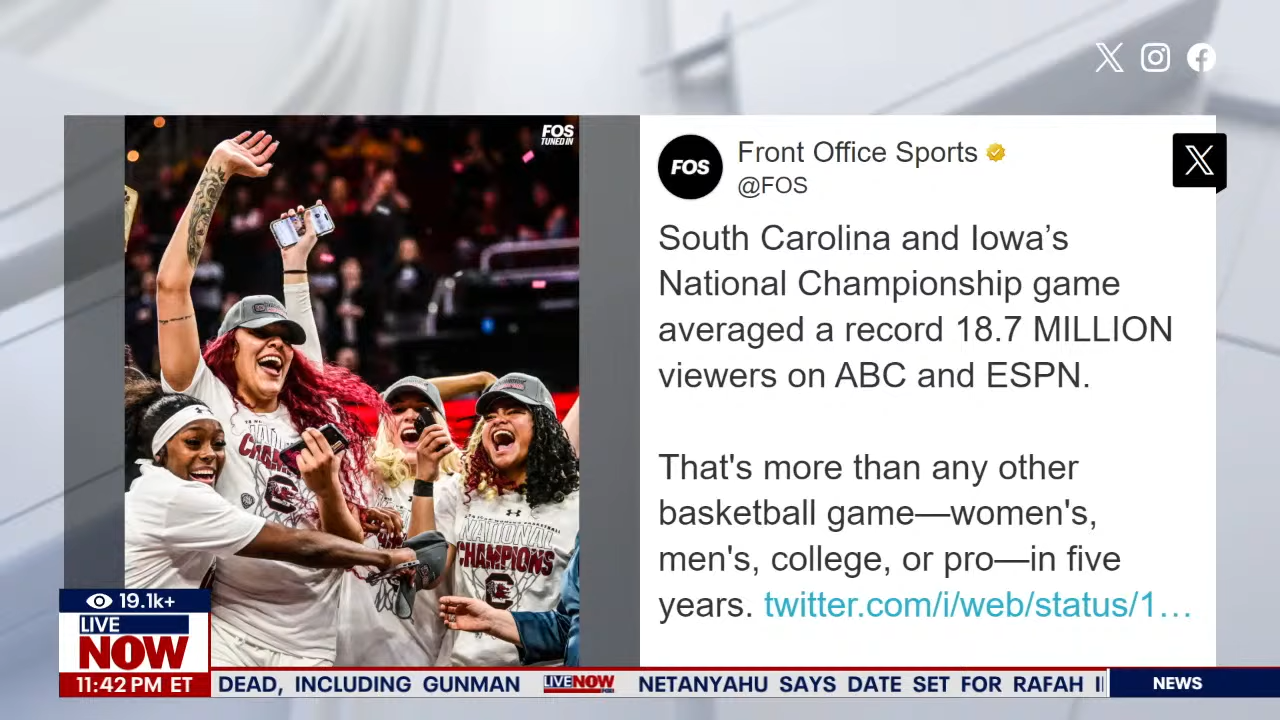 FOS
TUNED IN
FOS
Front Office Sports
@FOS
South Carolina and Iowa’s
National Championship game
averaged a record 18.7 MILLION
viewers on ABC and ESPN.
That's more than any other
basketball game—women's,
men's, college, or pro—in five
years. twitter.com/i/web/status/1…
NATIONAL
CHAMPIONS
C
19.1k+
LIVE
NOW
11:42 PM ET
DEAD, INCLUDING GUNMAN LIVENOW FOX NETANYAHU SAYS DATE SET FOR RAFAH
NEWS